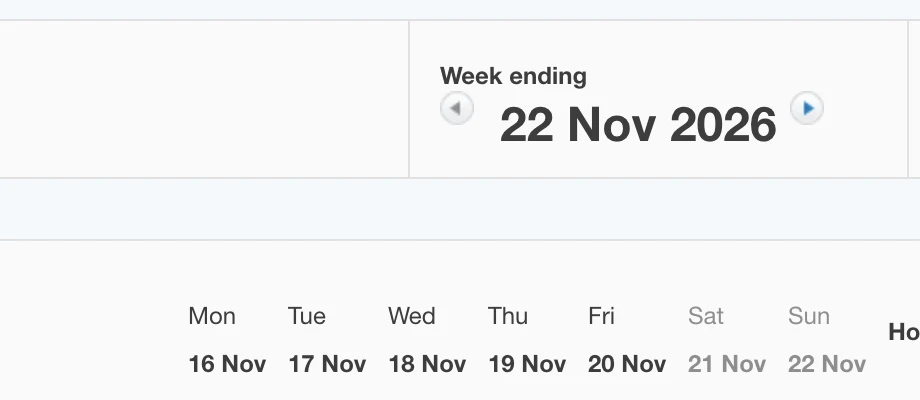 Week ending
22 Nov 2026
Mon Tue Wed Thu Fri Sat Sun
Ho
16 Nov 17 Nov 18 Nov 19 Nov 20 Nov 21 Nov 22 Nov